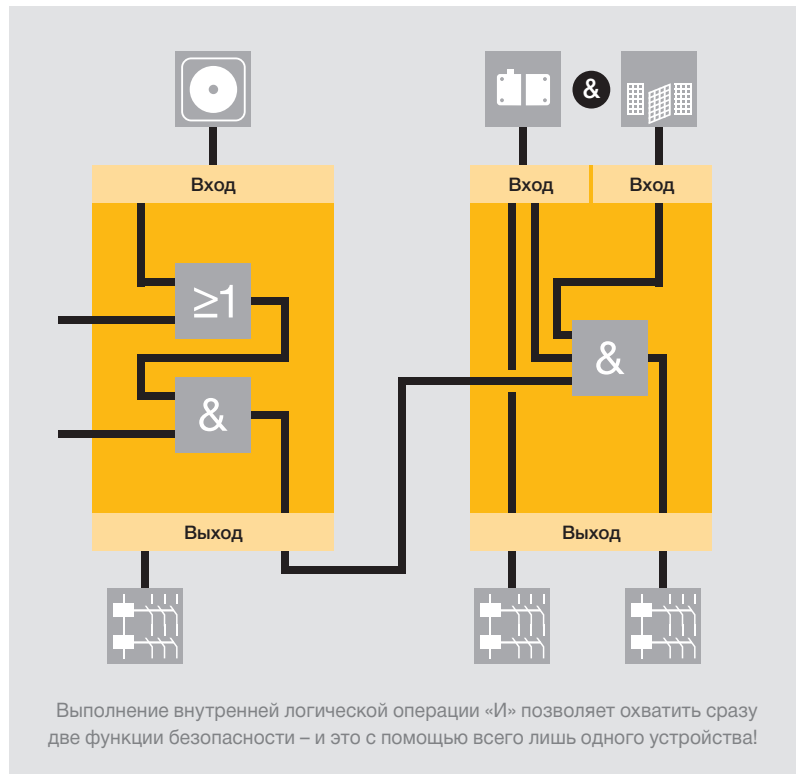 &
Вход
Вход
Вход
≥1
&
&
Выход
Выход
Выполнение внутренней логической операции «И» позволяет охватить сразу
две функции безопасности – и это с помощью всего лишь одного устройства!